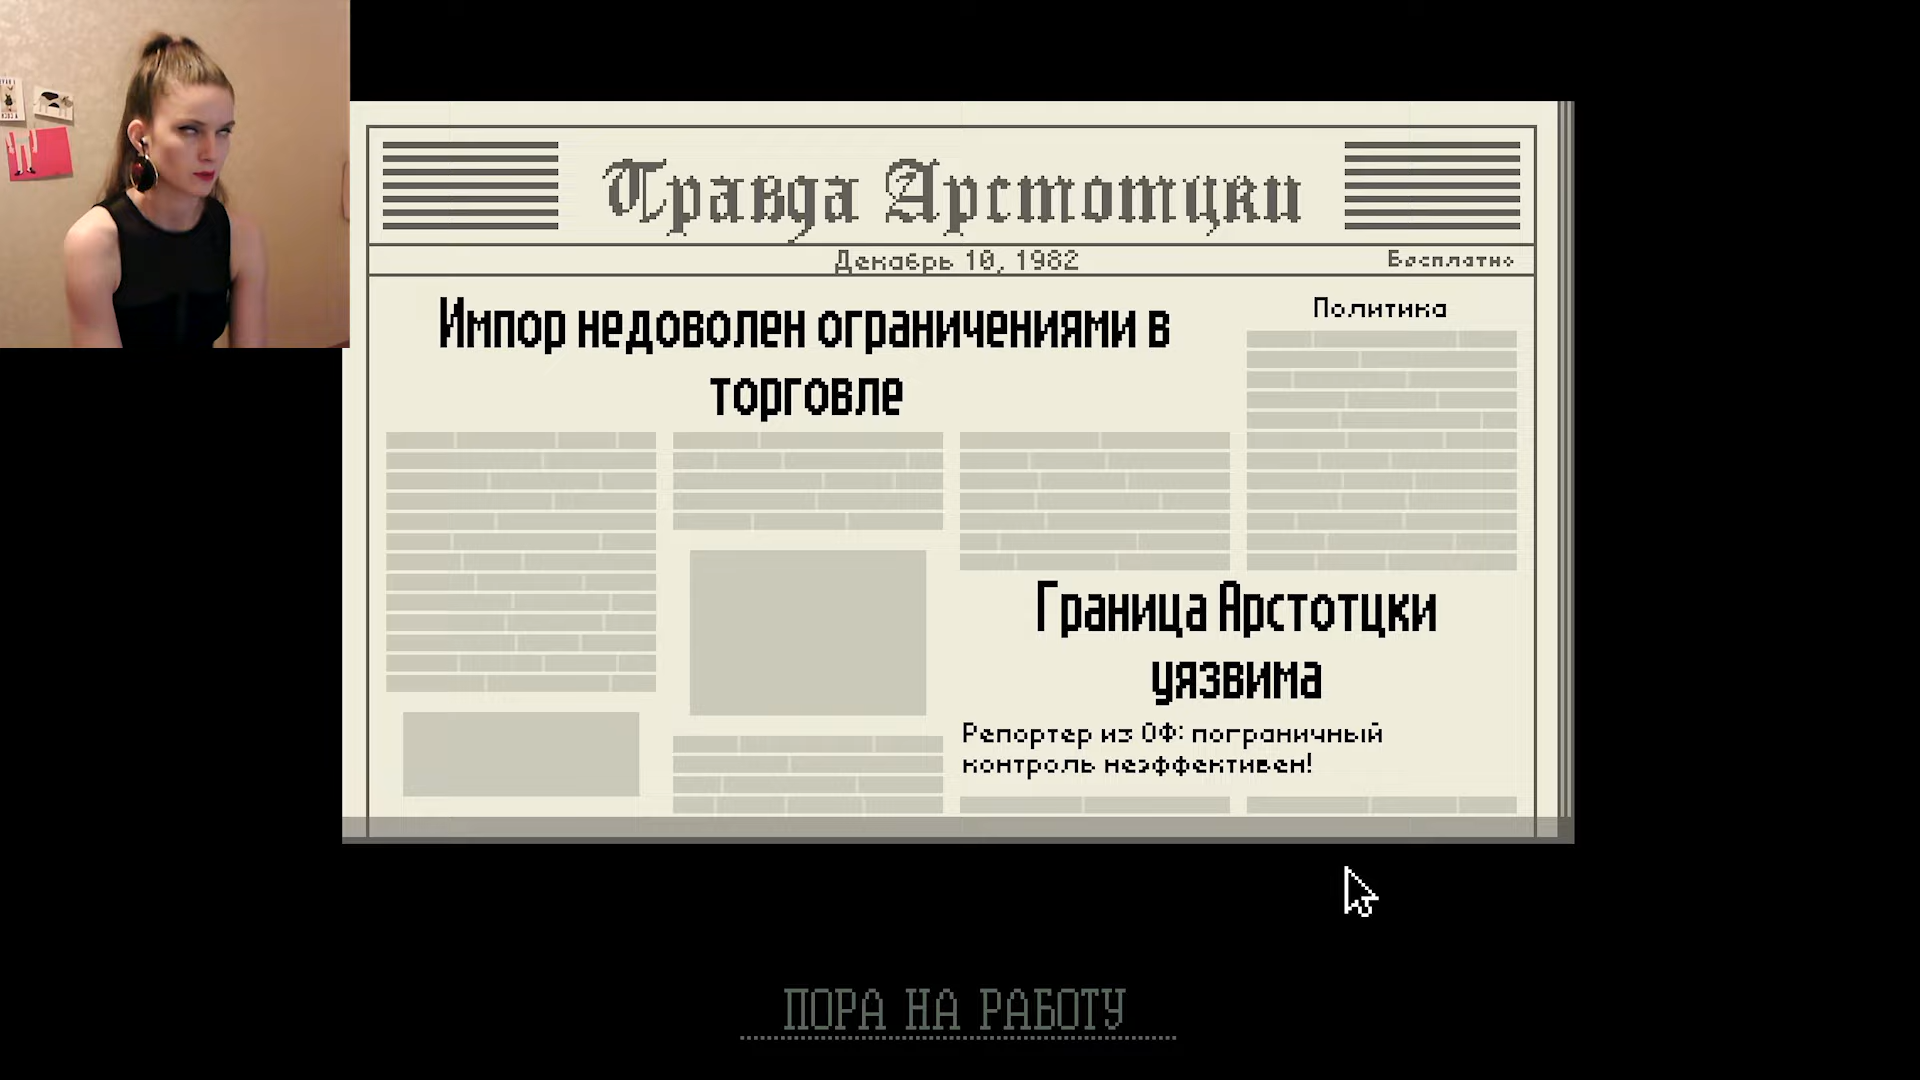 Правда Арстотцки
Декабрь 10, 1982
Бесплатно
Импор недоволен ограничениями в
торговле
Политика
Граница Арстотцки
уязвима
Репортер из ОФ: пограничный
контроль неэффективен!
ПОРА НА РАБОТУ